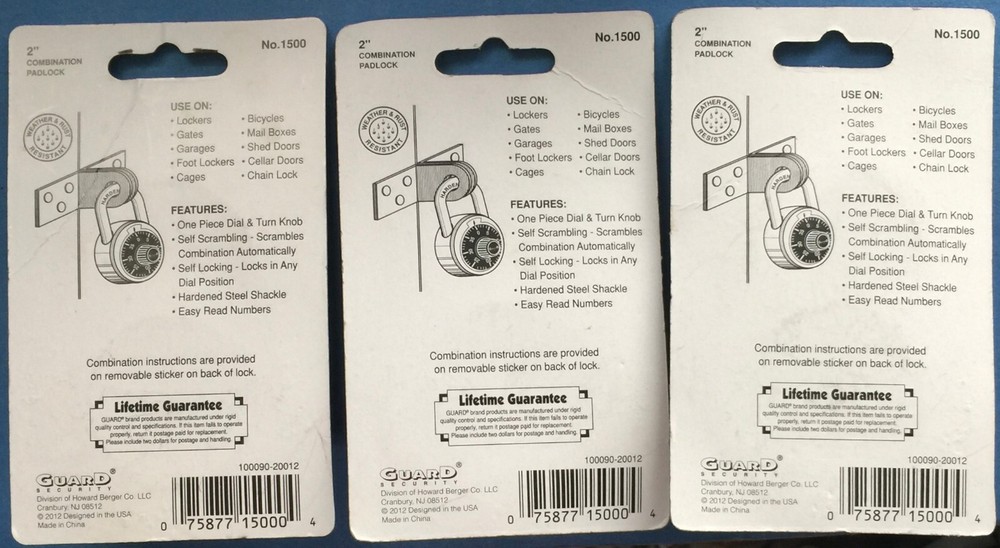 2"
COMBINATION
PADLOCK
No.1500
WEATHER & RUST
RESISTANT
USE ON:
• Lockers
• Gates
• Garages
• Foot Lockers
• Cages
• Bicycles
• Mail Boxes
• Shed Doors
• Cellar Doors
• Chain Lock
HARDEN
FEATURES:
• One Piece Dial & Turn Knob
• Self Scrambling - Scrambles
Combination Automatically
• Self Locking - Locks in Any
Dial Position
• Hardened Steel Shackle
• Easy Read Numbers
Combination instructions are provided
on removable sticker on back of lock.
Lifetime Guarantee
GUARD® brand products are manufactured under rigid
quality control and specifications. If this item fails to operate
properly, return it postage paid for replacement.
Please include two dollars for postage and handling.
GUARD®
SECURITY
Division of Howard Berger Co. LLC
Cranbury, NJ 08512
© 2012 Designed in the USA
Made in China
100090-20012
0 75877 15000 4
2"
COMBINATION
PADLOCK
No.1500
WEATHER & RUST
RESISTANT
USE ON:
• Lockers
• Gates
• Garages
• Foot Lockers
• Cages
• Bicycles
• Mail Boxes
• Shed Doors
• Cellar Doors
• Chain Lock
HARDEN
FEATURES:
• One Piece Dial & Turn Knob
• Self Scrambling - Scrambles
Combination Automatically
• Self Locking - Locks in Any
Dial Position
• Hardened Steel Shackle
• Easy Read Numbers
Combination instructions are provided
on removable sticker on back of lock.
Lifetime Guarantee
GUARD® brand products are manufactured under rigid
quality control and specifications. If this item fails to operate
properly, return it postage paid for replacement.
Please include two dollars for postage and handling.
GUARD®
SECURITY
Division of Howard Berger Co. LLC
Cranbury, NJ 08512
© 2012 Designed in the USA
Made in China
100090-20012
0 75877 15000 4
2"
COMBINATION
PADLOCK
No.1500
WEATHER & RUST
RESISTANT
USE ON:
• Lockers
• Gates
• Garages
• Foot Lockers
• Cages
• Bicycles
• Mail Boxes
• Shed Doors
• Cellar Doors
• Chain Lock
HARDEN
FEATURES:
• One Piece Dial & Turn Knob
• Self Scrambling - Scrambles
Combination Automatically
• Self Locking - Locks in Any
Dial Position
• Hardened Steel Shackle
• Easy Read Numbers
Combination instructions are provided
on removable sticker on back of lock.
Lifetime Guarantee
GUARD® brand products are manufactured under rigid
quality control and specifications. If this item fails to operate
properly, return it postage paid for replacement.
Please include two dollars for postage and handling.
GUARD®
SECURITY
Division of Howard Berger Co. LLC
Cranbury, NJ 08512
© 2012 Designed in the USA
Made in China
100090-20012
0 75877 15000 4